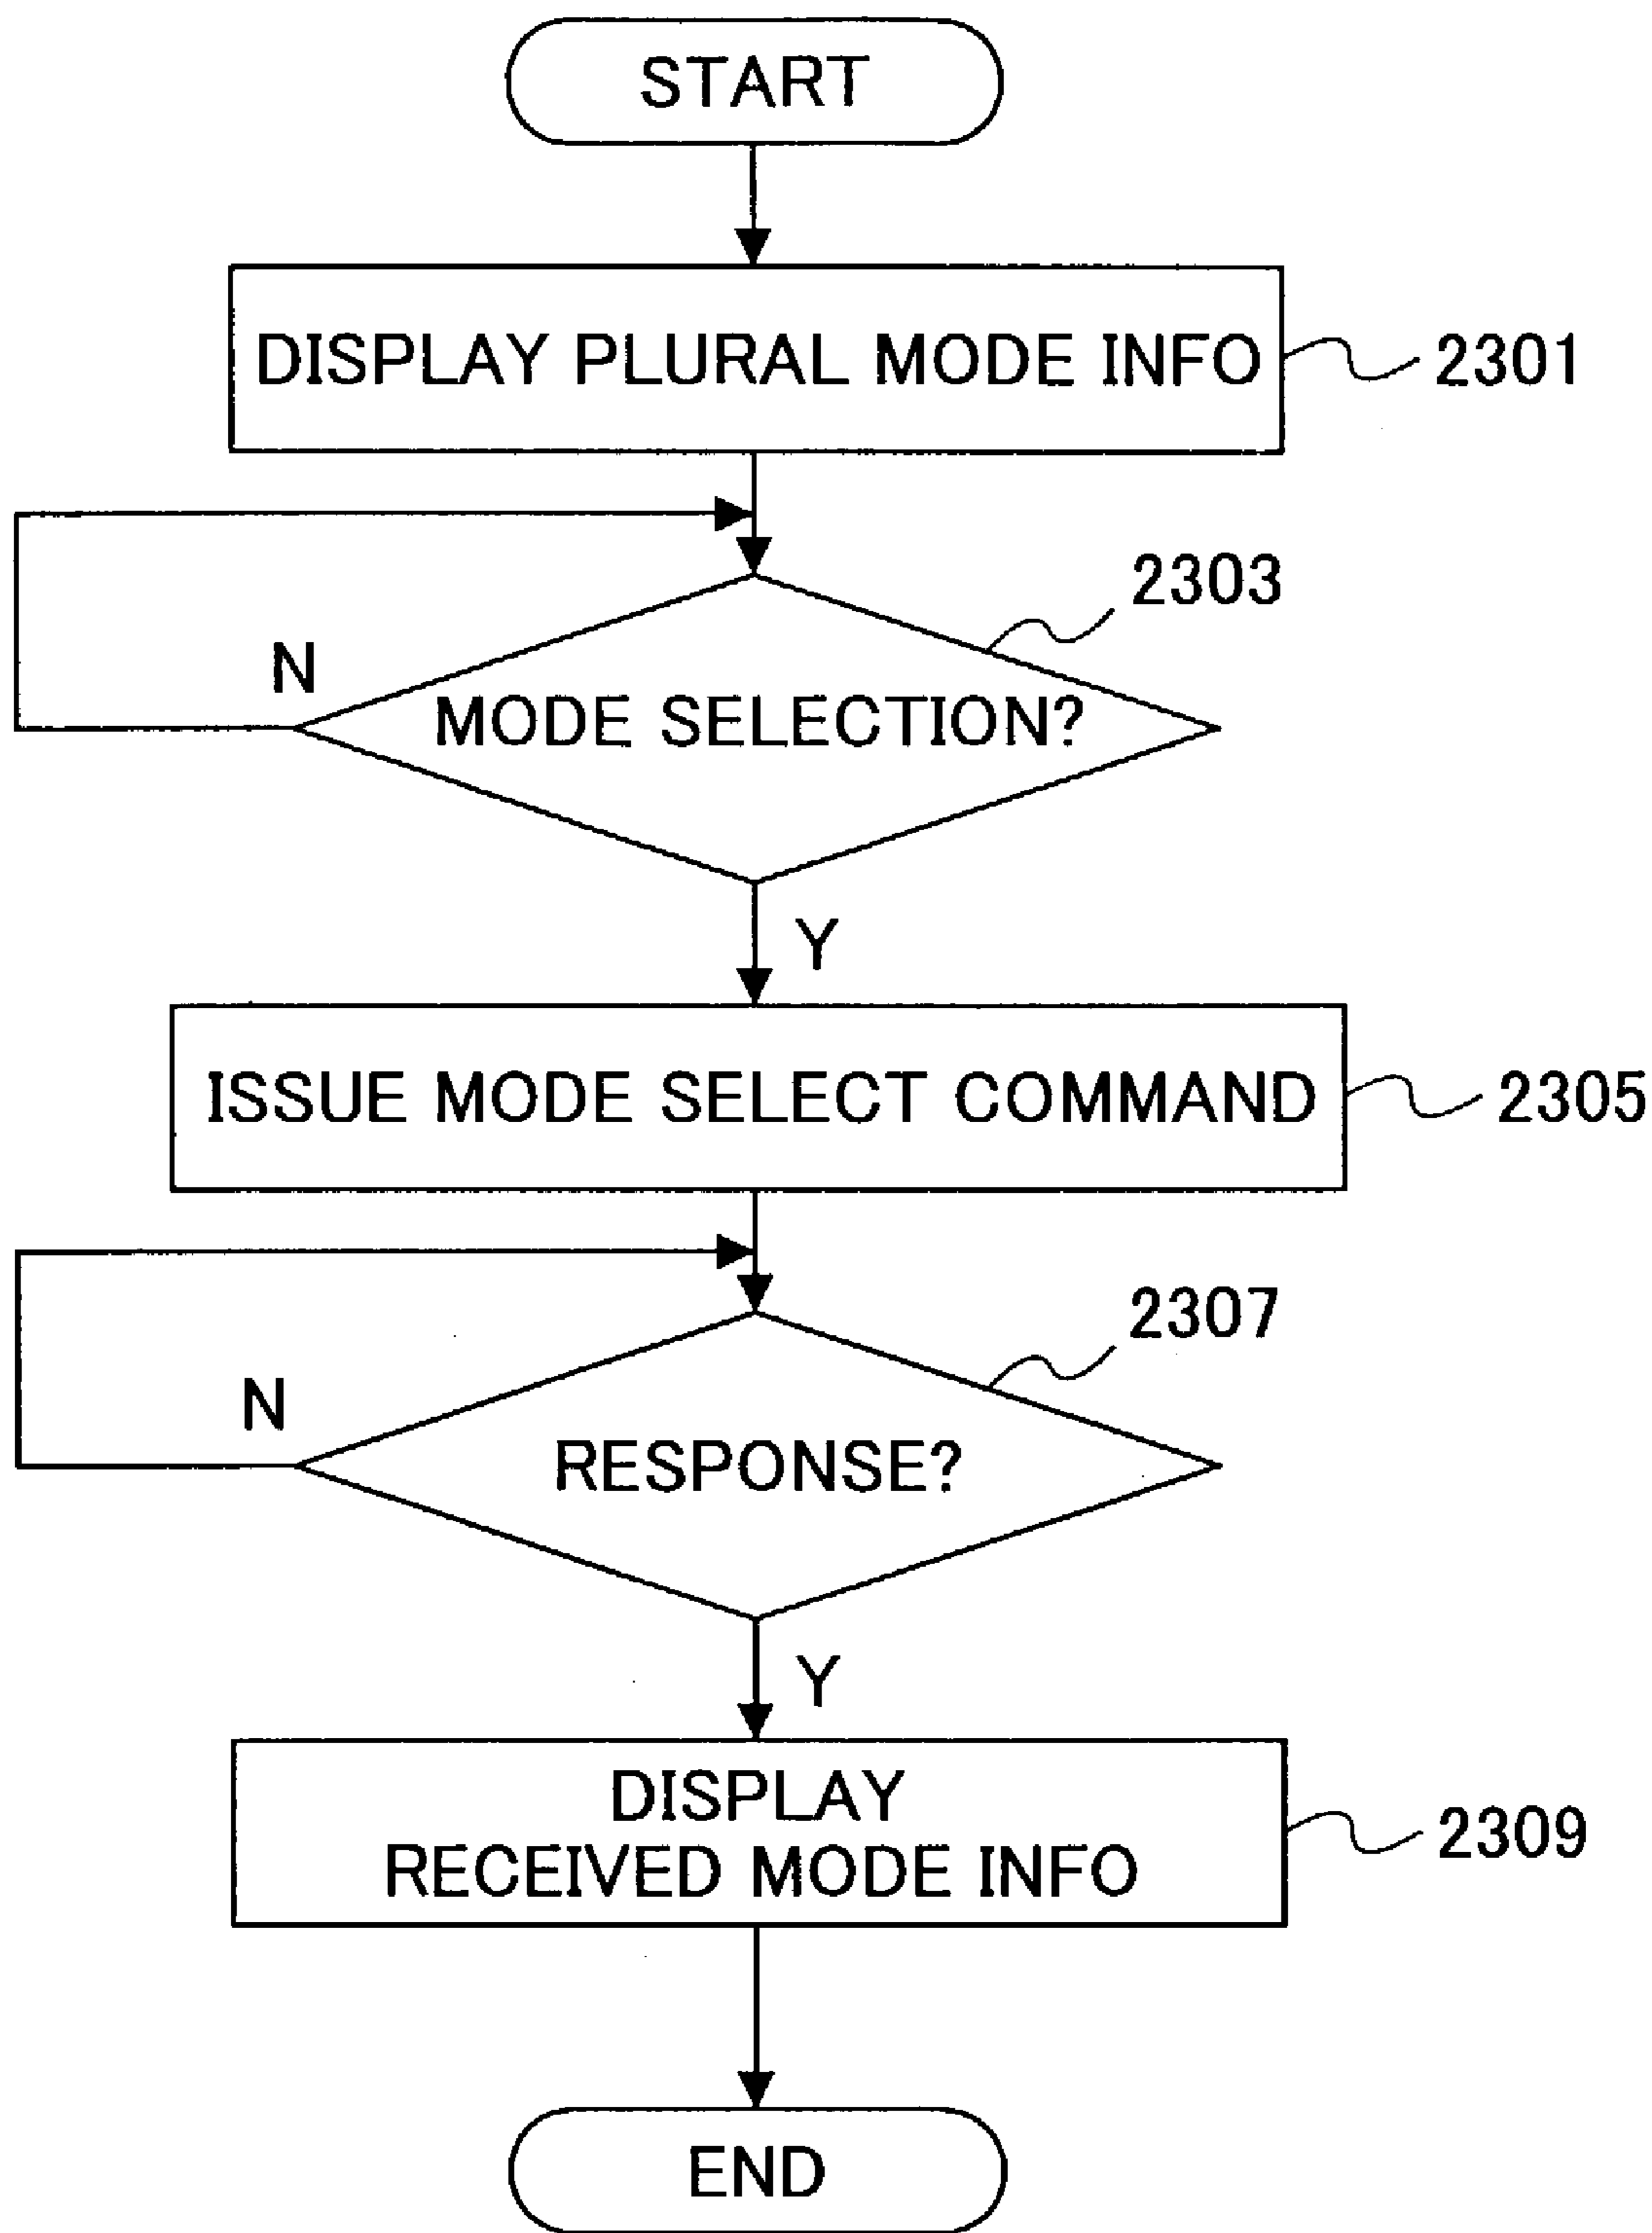 START
DISPLAY PLURAL MODE INFO
2301
2303
N
MODE SELECTION?
Y
ISSUE MODE SELECT COMMAND
2305
2307
N
RESPONSE?
Y
DISPLAY
RECEIVED MODE INFO
2309
END